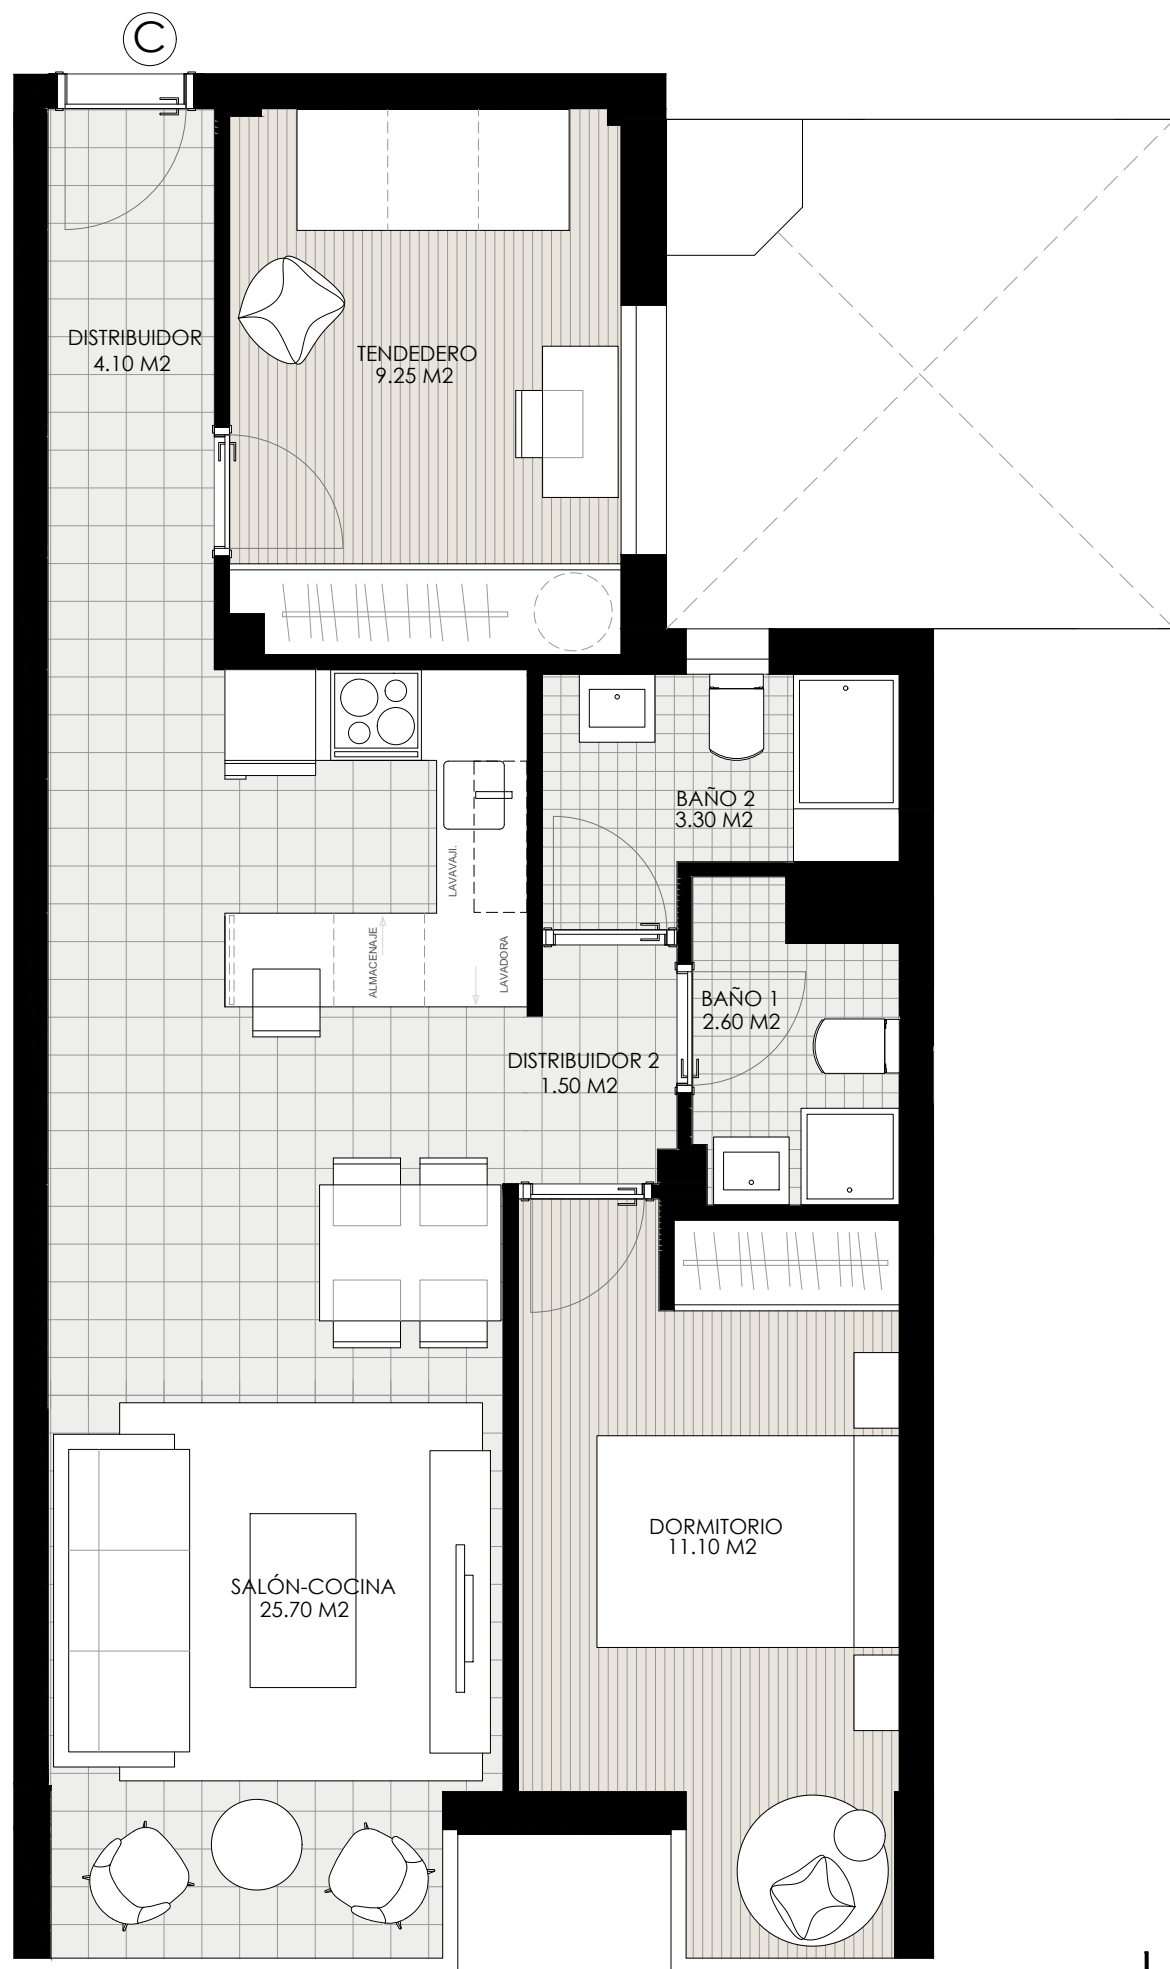 C
DISTRIBUIDOR
4.10 M2
TENDEDERO
9.25 M2
BAÑO 2
3.30 M2
LAVAVAJI.
ALMACENAJE
LAVADORA
BAÑO 1
2.60 M2
DISTRIBUIDOR 2
1.50 M2
DORMITORIO
11.10 M2
SALÓN-COCINA
25.70 M2